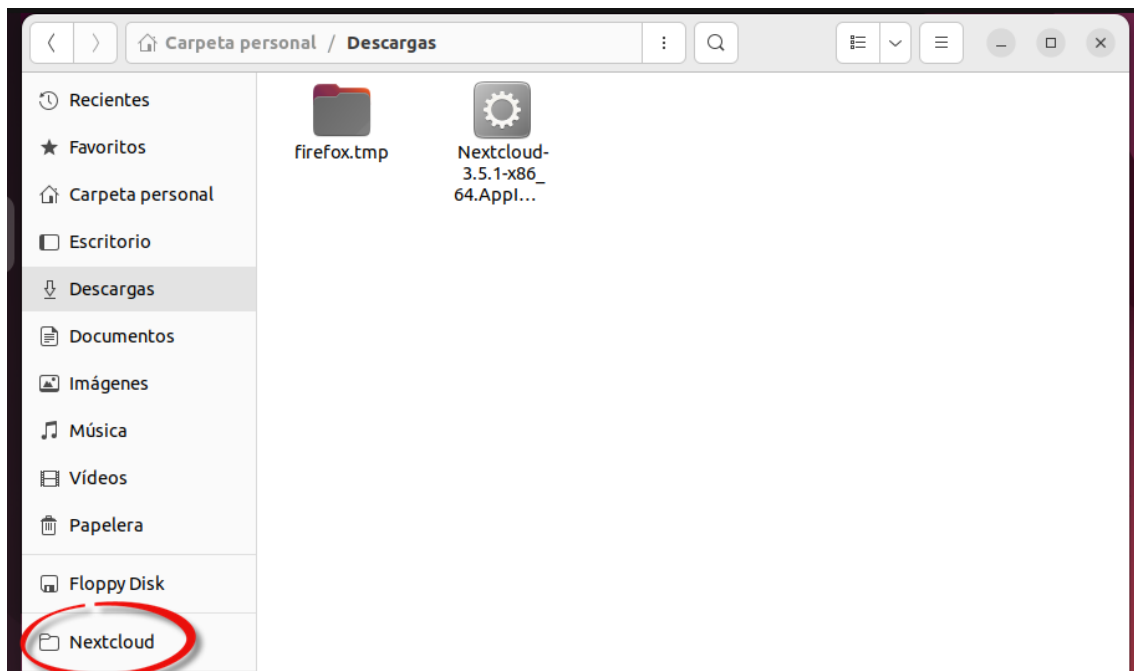 Carpeta personal / Descargas
Recientes
Favoritos
Carpeta personal
Escritorio
Descargas
Documentos
Imágenes
Música
Vídeos
Papelera
Floppy Disk
Nextcloud
firefox.tmp
Nextcloud-
3.5.1-x86_
64.AppI...